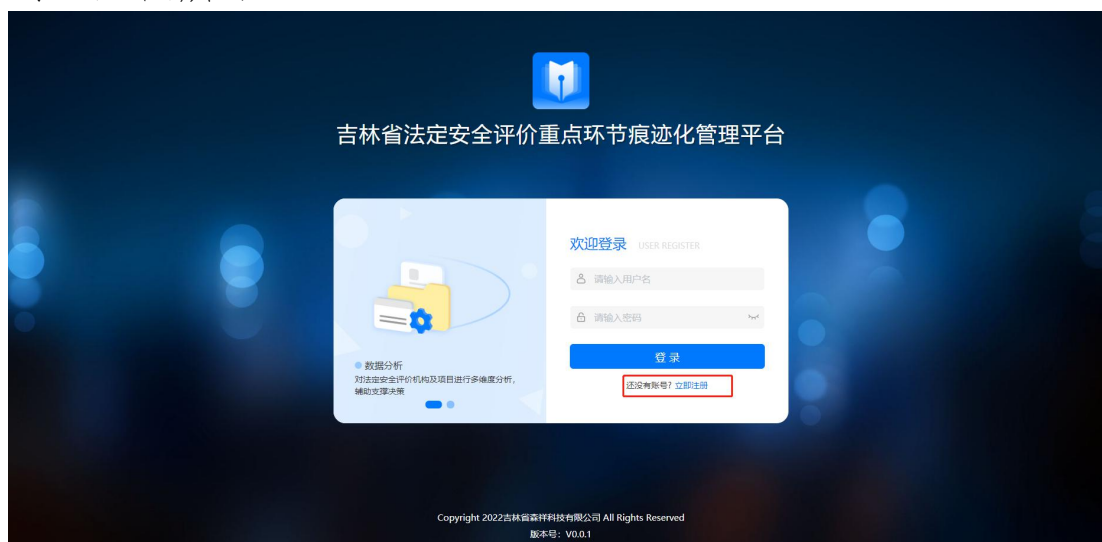 吉林省法定安全评价重点环节痕迹化管理平台
欢迎登录 USER REGISTER
请输入用户名
请输入密码
登 录
还没有账号? 立即注册
数据分析
对法定安全评价机构及项目进行多维度分析，
辅助支撑决策
Copyright 2022吉林省森祥科技有限公司 All Rights Reserved
版本号：V0.0.1